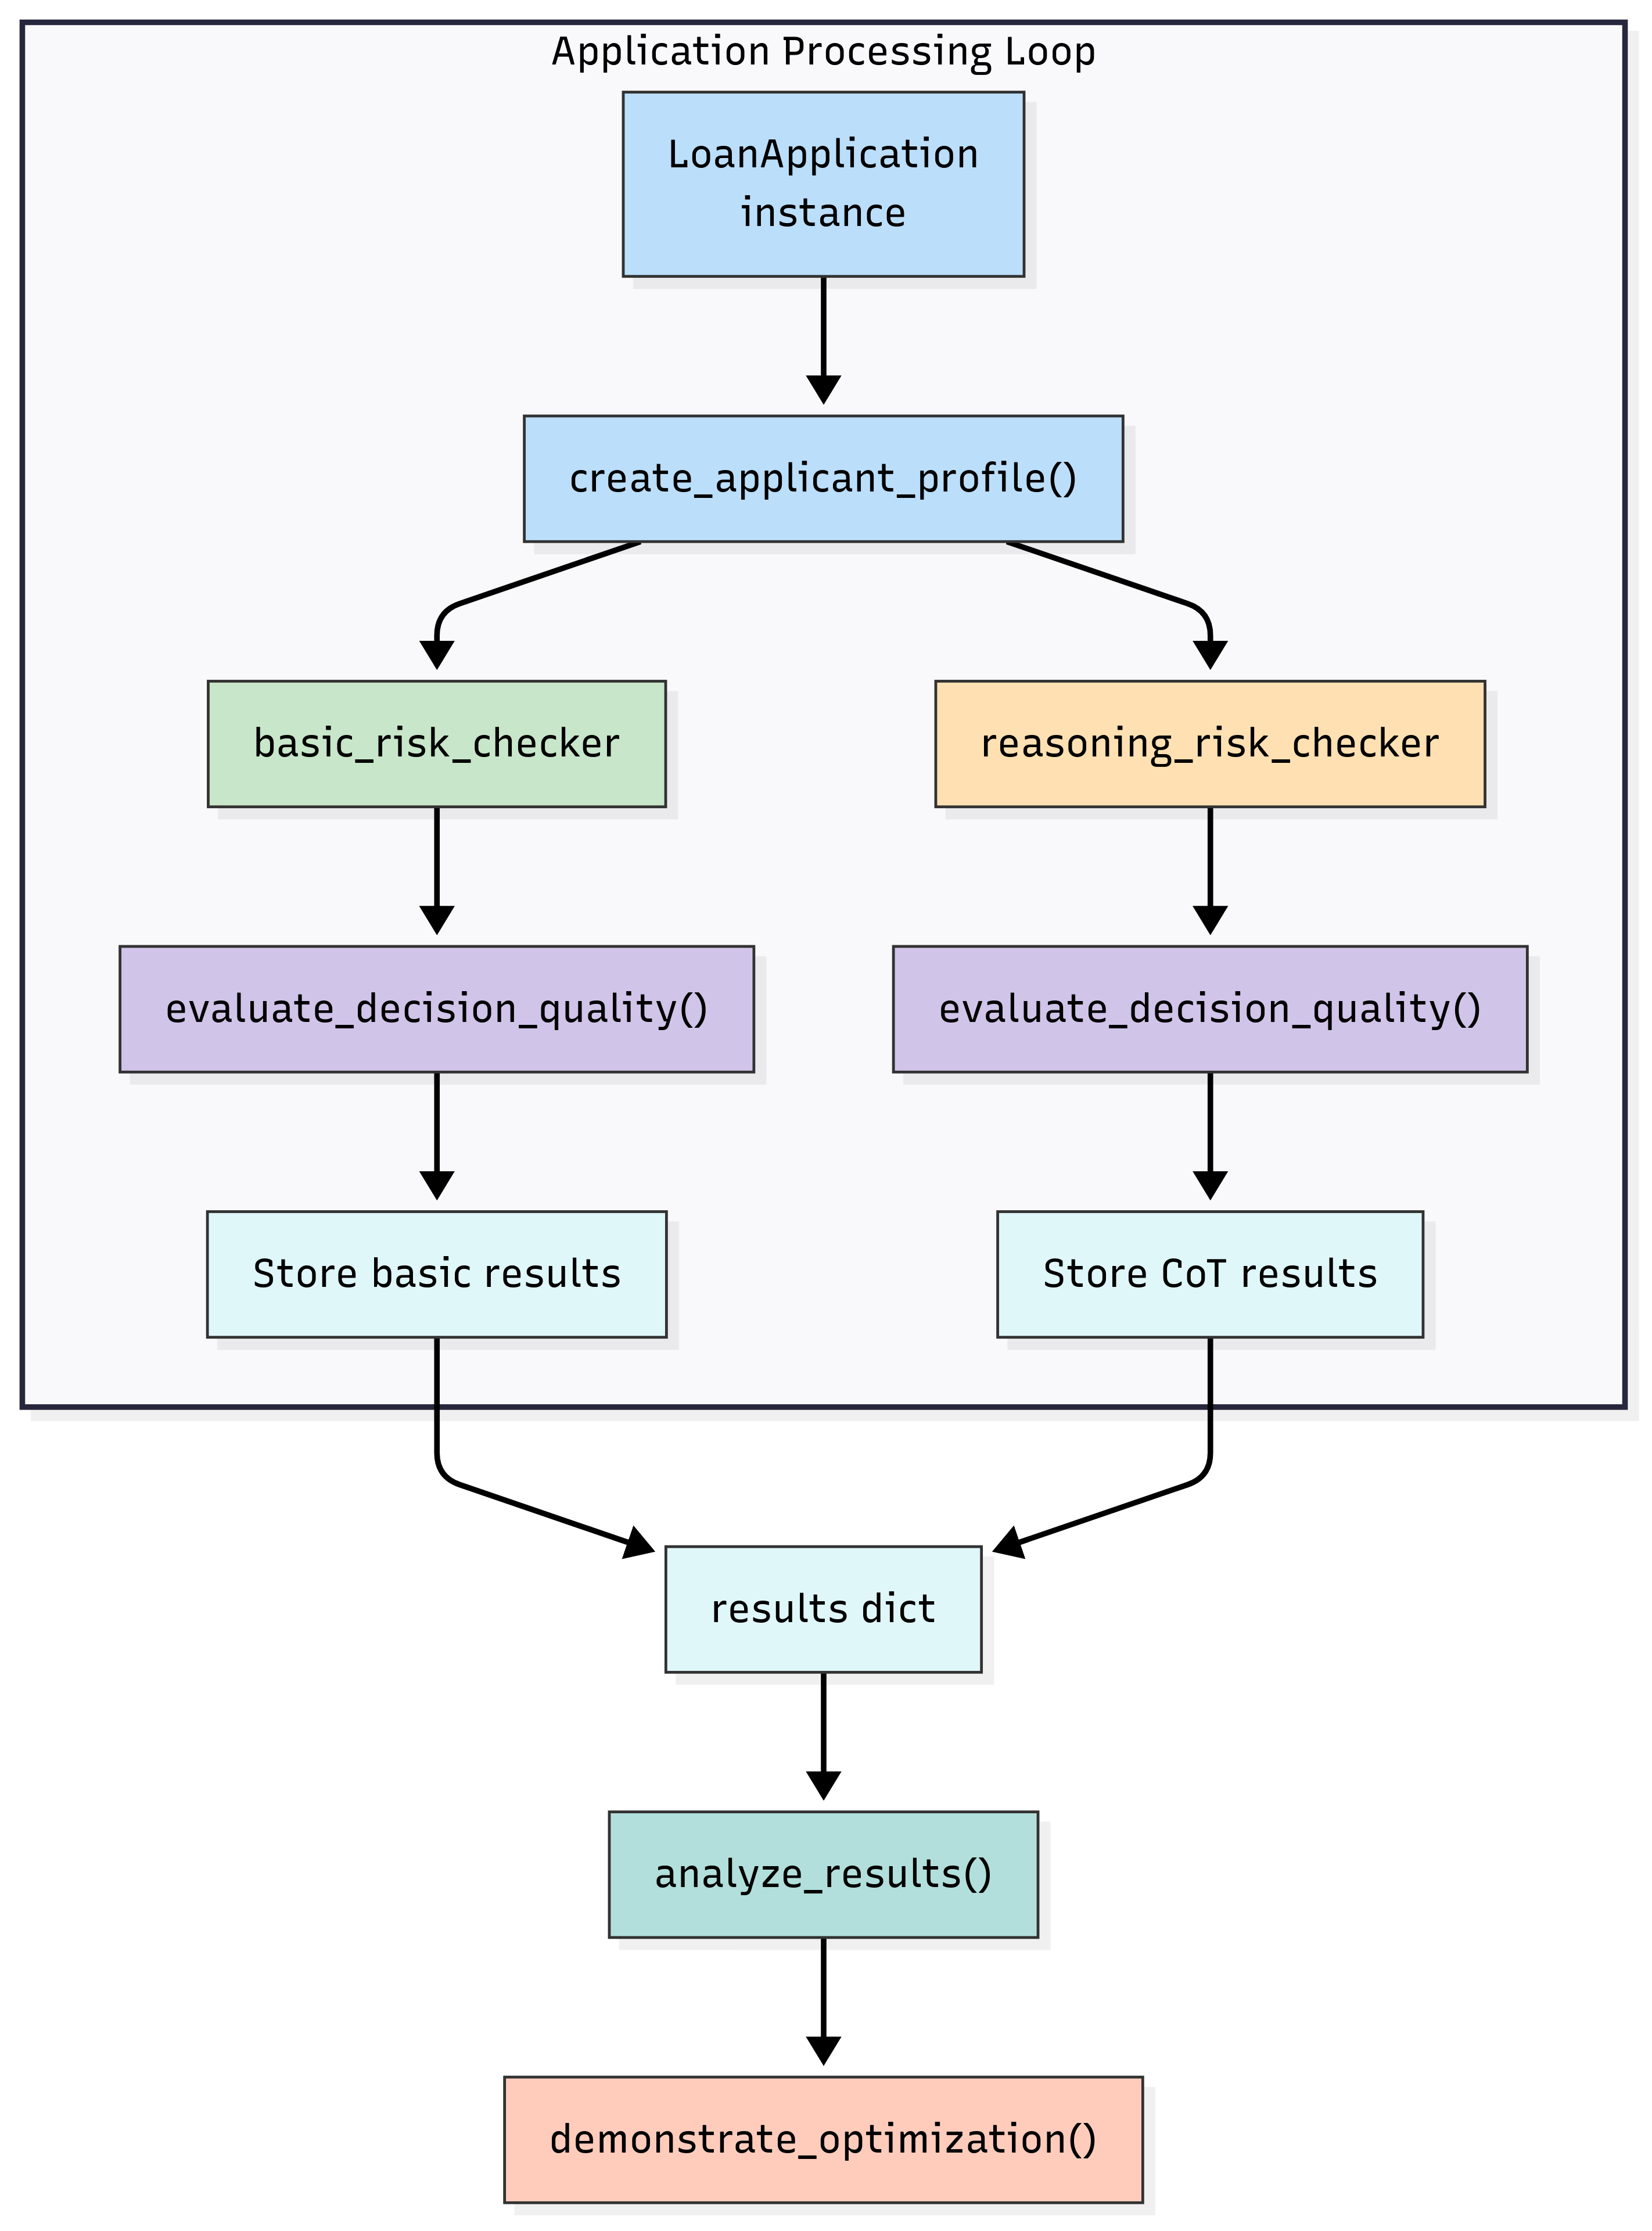 Application Processing Loop
LoanApplication
instance
create_applicant_profile()
basic_risk_checker
reasoning_risk_checker
evaluate_decision_quality()
evaluate_decision_quality()
Store basic results
Store CoT results
results dict
analyze_results()
demonstrate_optimization()